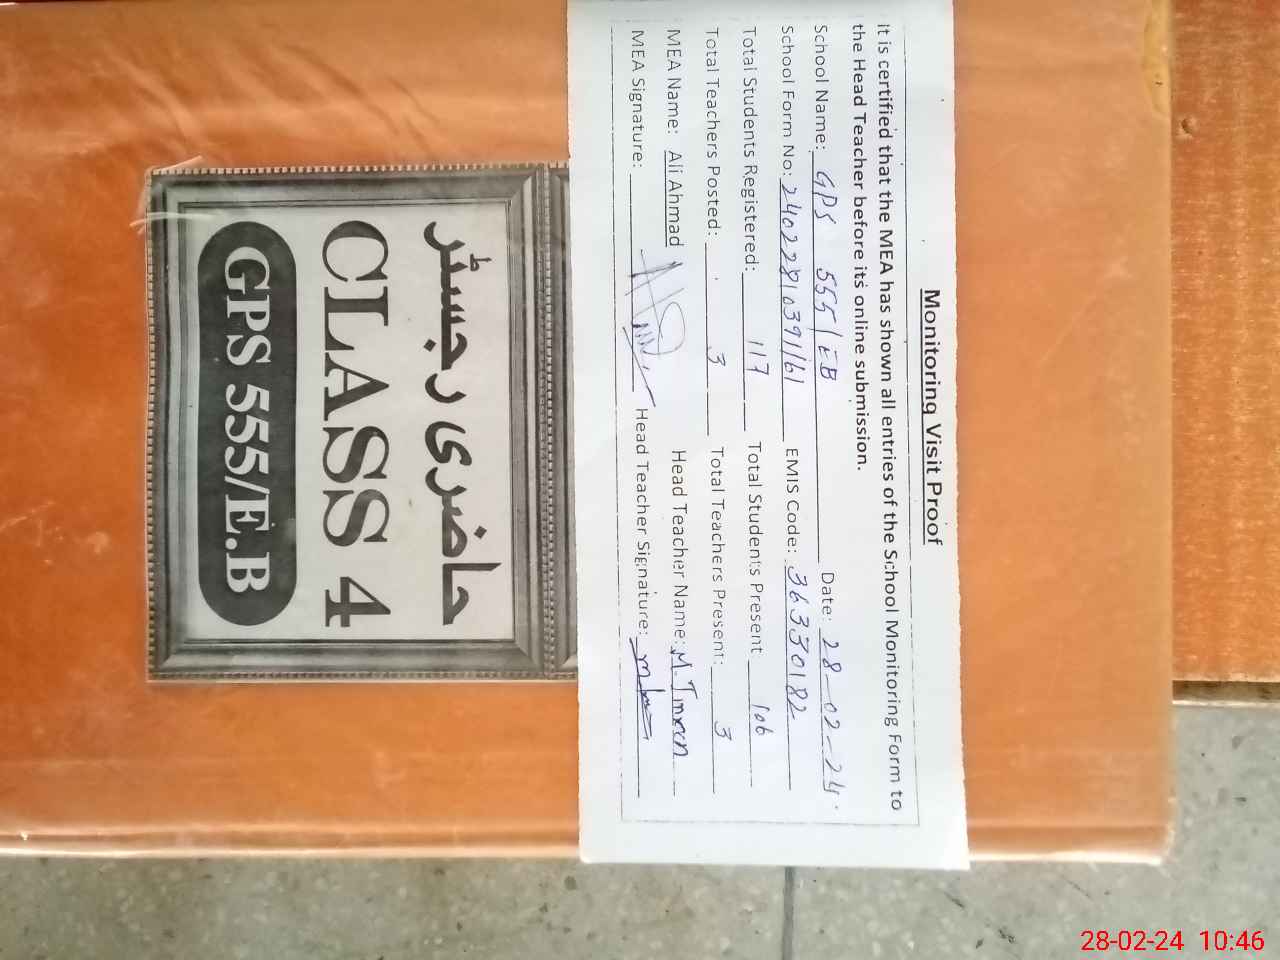 Monitoring Visit Proof
It is certified that the MEA has shown all entries of the School Monitoring Form to
the Head Teacher before its online submission.
School Name: GPS 555/EB Date: 28-02-24
School Form No: 2402281039161 EMIS Code: 36330182
Total Students Registered: 117 Total Students Present 106
Total Teachers Posted: 3 Total Teachers Present: 3
MEA Name: Ali Ahmad Head Teacher Name: M. Imran
MEA Signature: Head Teacher Signature:
حاضری رجسٹر
CLASS 4
GPS 555/E.B
28-02-24 10:46